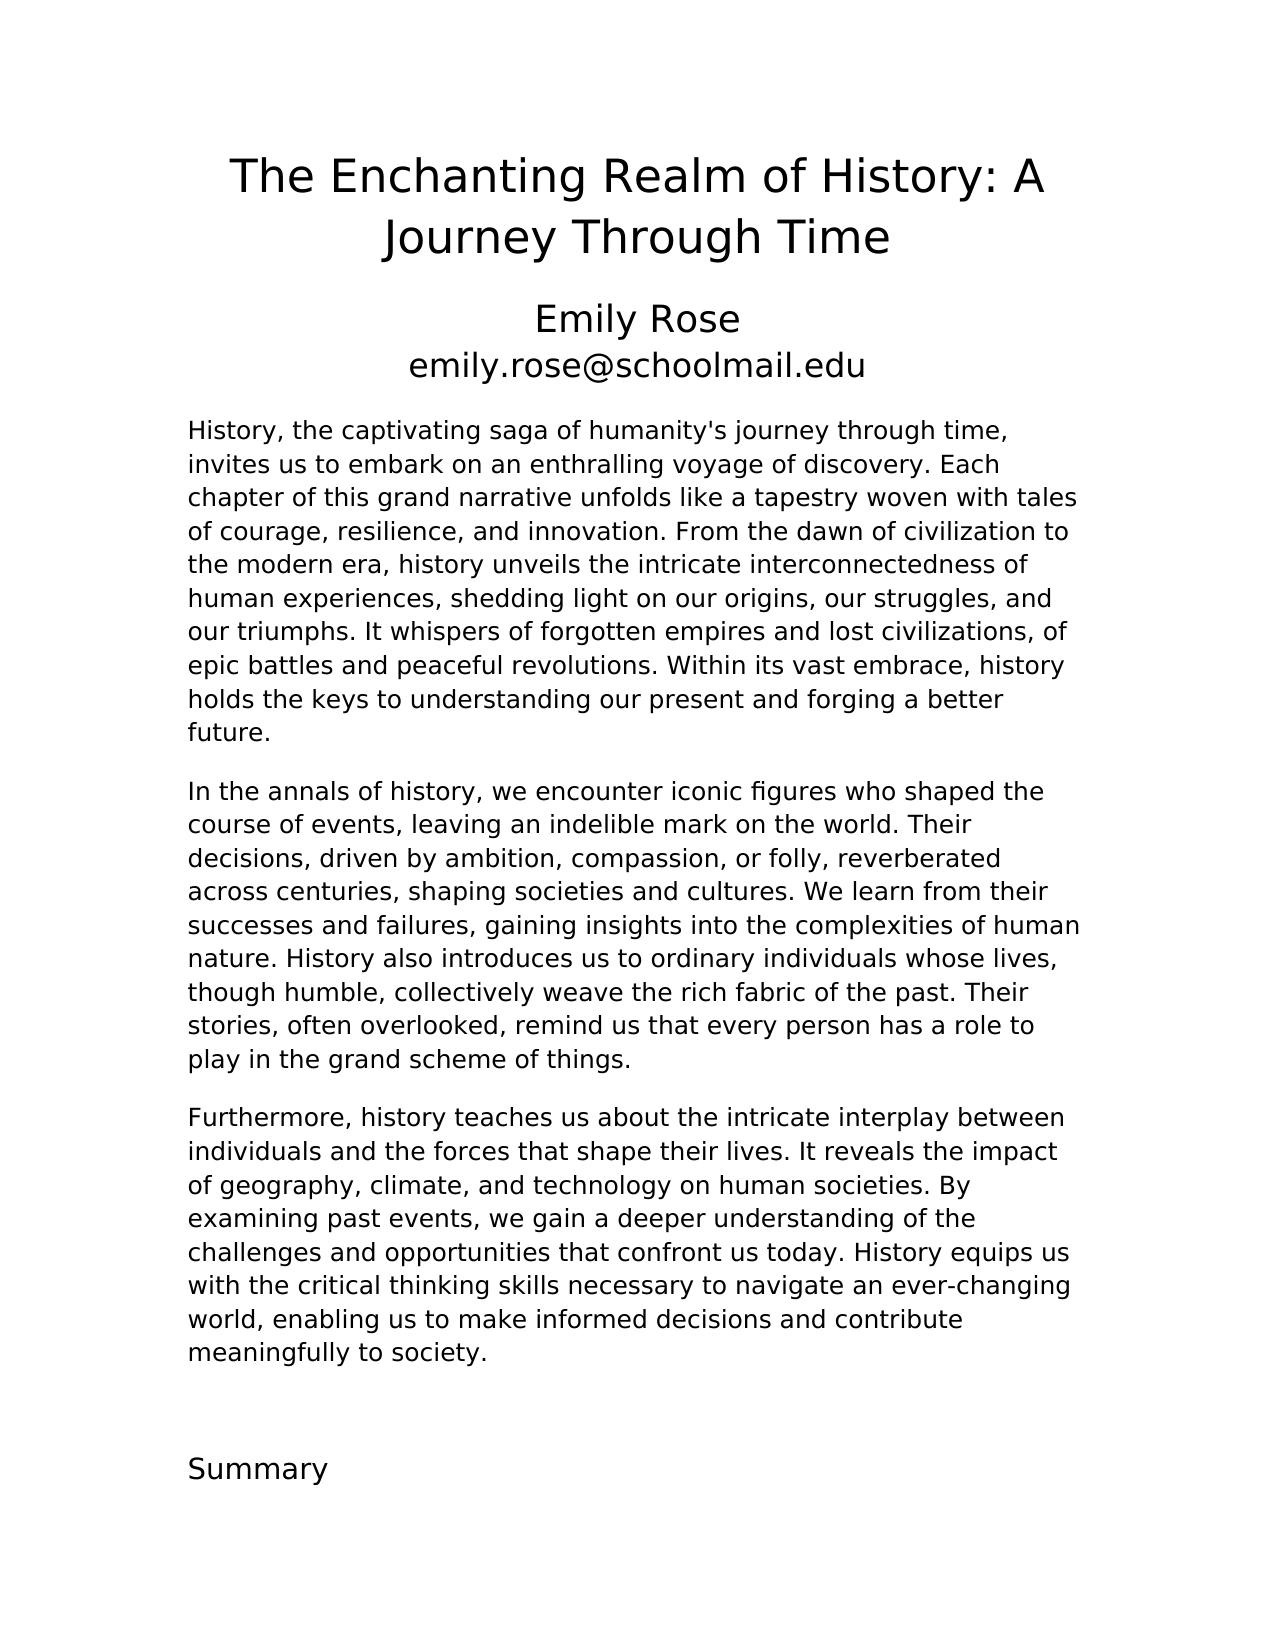 The Enchanting Realm of History: A
Journey Through Time
Emily Rose
emily.rose@schoolmail.edu
History, the captivating saga of humanity's journey through time,
invites us to embark on an enthralling voyage of discovery. Each
chapter of this grand narrative unfolds like a tapestry woven with tales
of courage, resilience, and innovation. From the dawn of civilization to
the modern era, history unveils the intricate interconnectedness of
human experiences, shedding light on our origins, our struggles, and
our triumphs. It whispers of forgotten empires and lost civilizations, of
epic battles and peaceful revolutions. Within its vast embrace, history
holds the keys to understanding our present and forging a better
future.
In the annals of history, we encounter iconic figures who shaped the
course of events, leaving an indelible mark on the world. Their
decisions, driven by ambition, compassion, or folly, reverberated
across centuries, shaping societies and cultures. We learn from their
successes and failures, gaining insights into the complexities of human
nature. History also introduces us to ordinary individuals whose lives,
though humble, collectively weave the rich fabric of the past. Their
stories, often overlooked, remind us that every person has a role to
play in the grand scheme of things.
Furthermore, history teaches us about the intricate interplay between
individuals and the forces that shape their lives. It reveals the impact
of geography, climate, and technology on human societies. By
examining past events, we gain a deeper understanding of the
challenges and opportunities that confront us today. History equips us
with the critical thinking skills necessary to navigate an ever-changing
world, enabling us to make informed decisions and contribute
meaningfully to society.
Summary